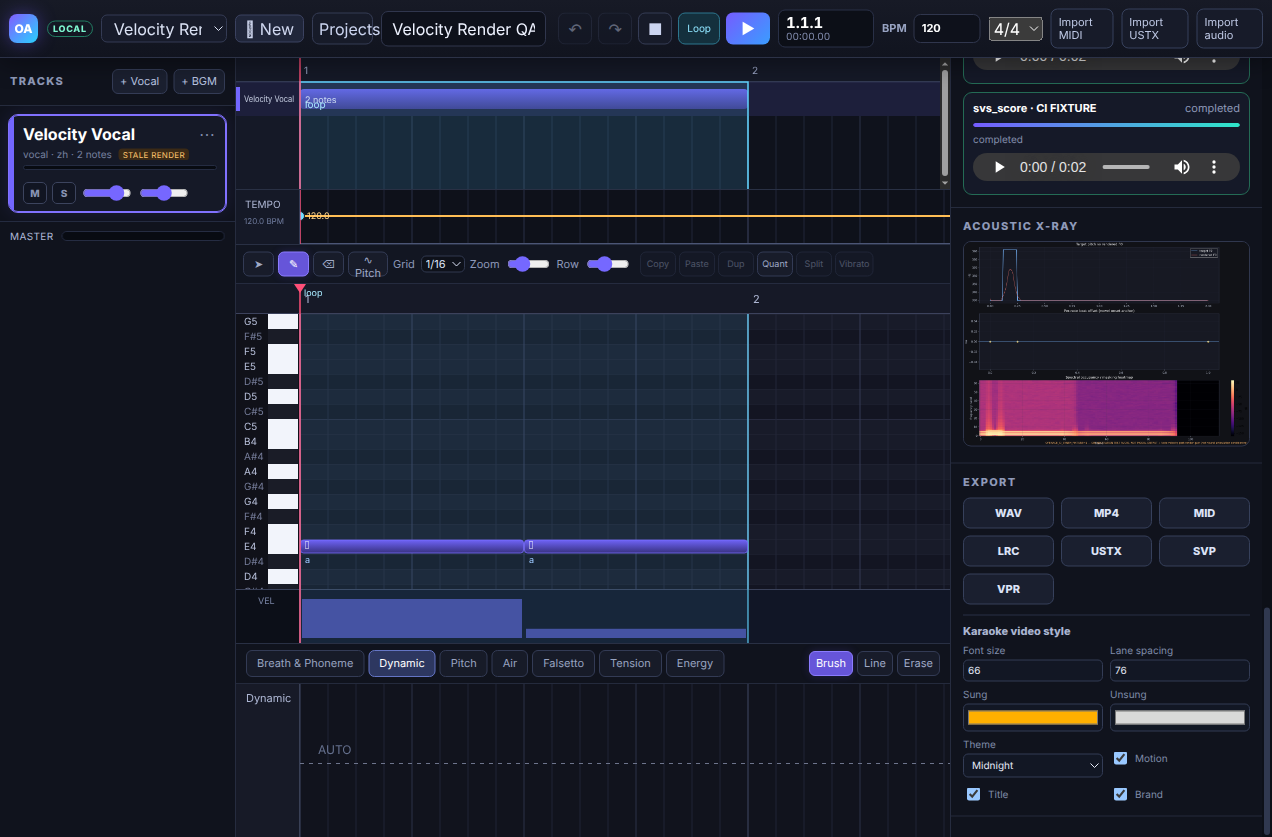 OA LOCAL Velocity Rer New Projects Velocity Render QA Loop 1.1.1 00:00.00 BPM 120 4/4 Import MIDI Import USTX Import audio
TRACKS + Vocal + BGM
Velocity Vocal ...
vocal · zh · 2 notes STALE RENDER
M S
MASTER
1 2
Velocity Vocal 2 notes
loop
TEMPO
120.0 BPM 120.0
Pitch Grid 1/16 Zoom Row Copy Paste Dup Quant Split Vibrato
loop
1 2
G5
F#5
F5
E5
D#5
D5
C#5
C5
B4
A#4
A4
G#4
G4
F#4
F4
E4
D#4
a a
D4
VEL
Breath & Phoneme Dynamic Pitch Air Falsetto Tension Energy Brush Line Erase
Dynamic
AUTO
0:00 / 0:02
svs_score · CI FIXTURE completed
completed
0:00 / 0:02
ACOUSTIC X-RAY
EXPORT
WAV MP4 MID
LRC USTX SVP
VPR
Karaoke video style
Font size Lane spacing
66 76
Sung Unsung
Theme
Midnight Motion
Title Brand